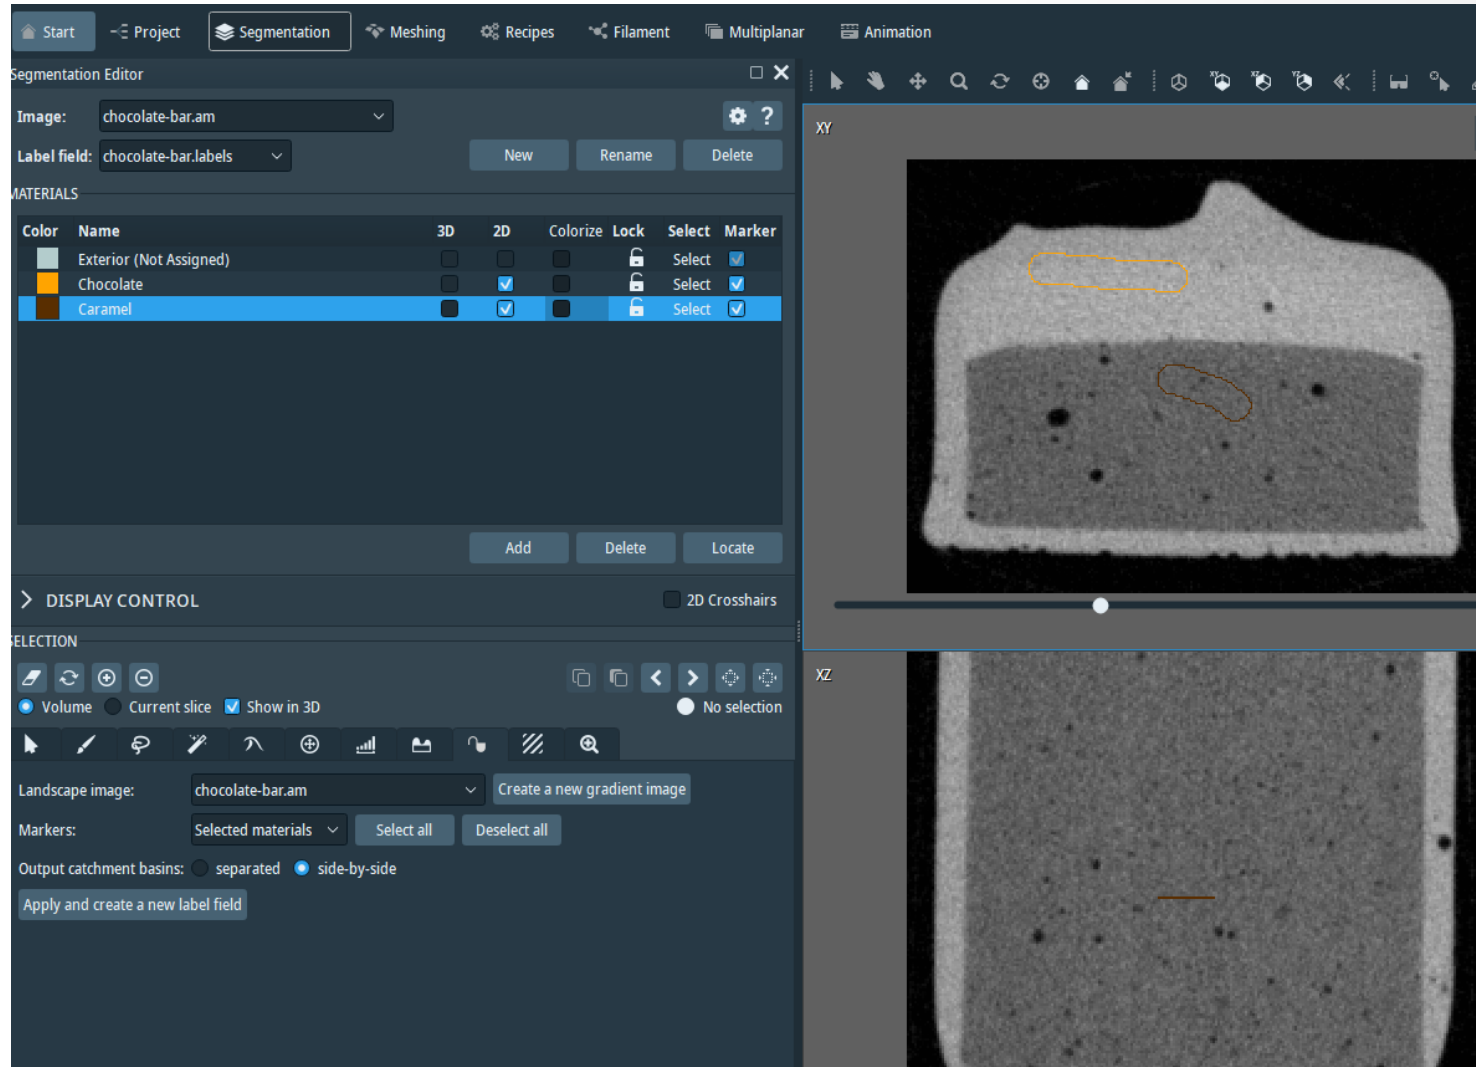 Start Project Segmentation Meshing Recipes Filament Multiplanar Animation
Segmentation Editor
Image: chocolate-bar.am ?
Label field: chocolate-bar.labels New Rename Delete
MATERIALS
Color Name 3D 2D Colorize Lock Select Marker
Exterior (Not Assigned) Select
Chocolate Select
Caramel Select
Add Delete Locate
DISPLAY CONTROL 2D Crosshairs
SELECTION
Volume Current slice Show in 3D No selection
Landscape image: chocolate-bar.am Create a new gradient image
Markers: Selected materials Select all Deselect all
Output catchment basins: separated side-by-side
Apply and create a new label field
XY XZ YZ
XY
XZ